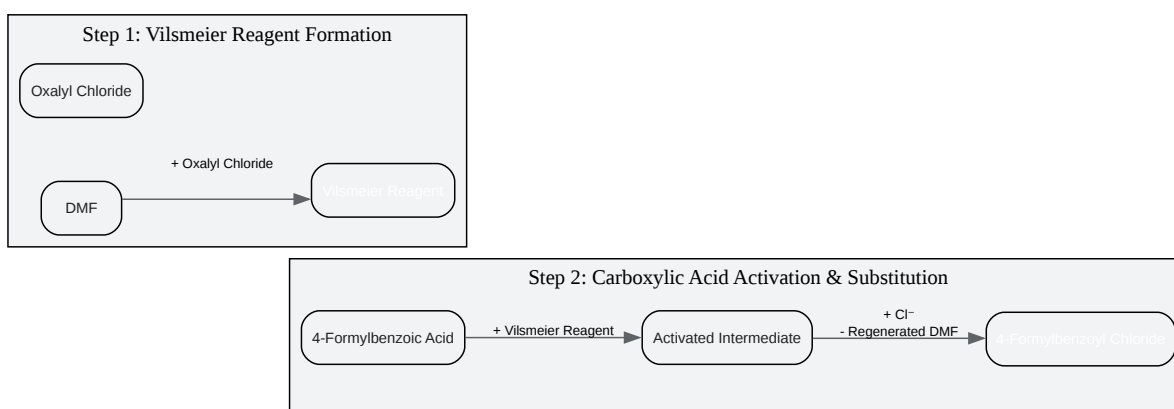 Step 1: Vilsmeier Reagent Formation
Oxalyl Chloride
+ Oxalyl Chloride
DMF
Vilsmeier Reagent
Step 2: Carboxylic Acid Activation & Substitution
4-Formylbenzoic Acid
+ Vilsmeier Reagent
Activated Intermediate
+ Cl⁻
- Regenerated DMF
4-Formylbenzoyl Chloride